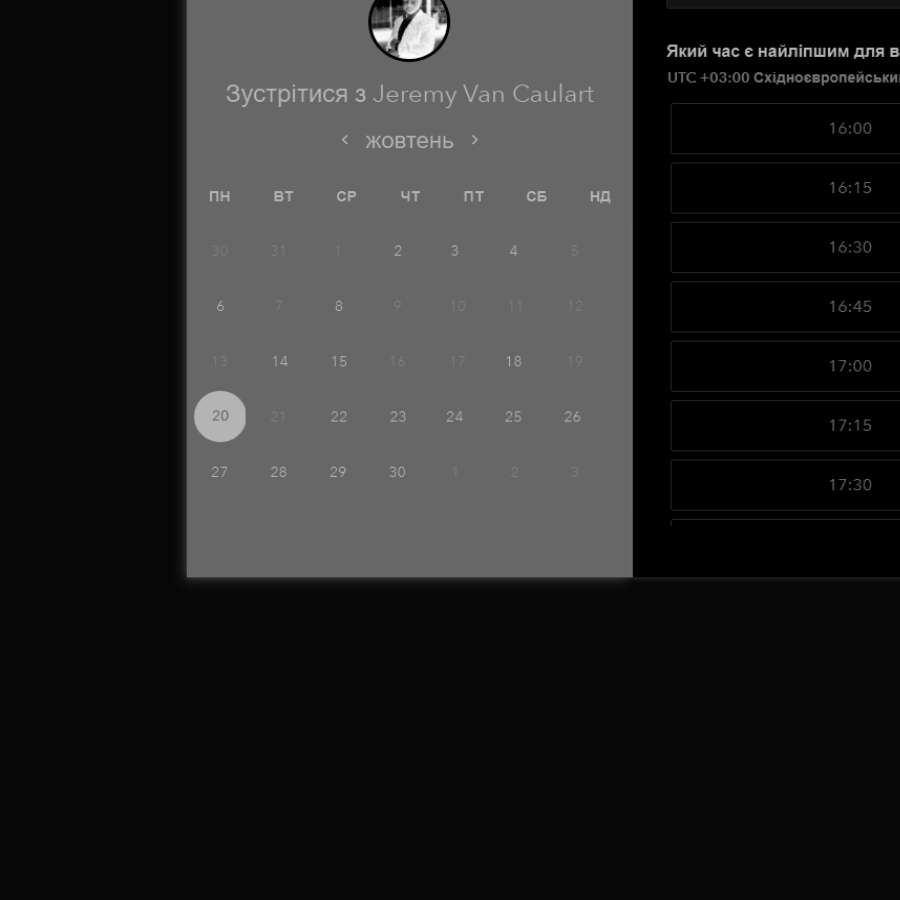 Зустрітися з Jeremy Van Caulart
жовтень
ПН ВТ СР ЧТ ПТ СБ НД
30 31 1 2 3 4 5
6 7 8 9 10 11 12
13 14 15 16 17 18 19
20 21 22 23 24 25 26
27 28 29 30 1 2 3
Який час є найліпшим для в
UTC +03:00
16:00
16:15
16:30
16:45
17:00
17:15
17:30